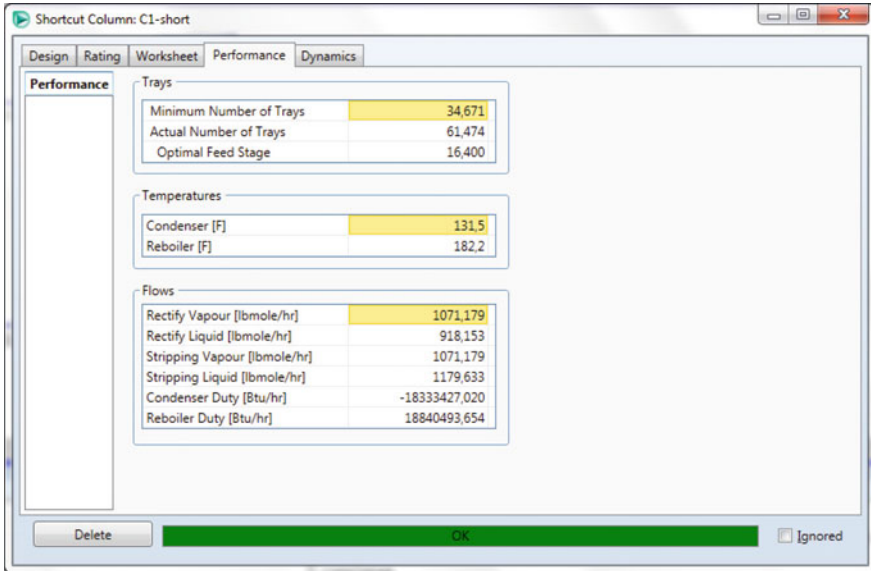 Shortcut Column: C1-short
Design Rating Worksheet Performance Dynamics
Performance
Trays
Minimum Number of Trays 34,671
Actual Number of Trays 61,474
Optimal Feed Stage 16,400
Temperatures
Condenser [F] 131,5
Reboiler [F] 182,2
Flows
Rectify Vapour [lbmole/hr] 1071,179
Rectify Liquid [lbmole/hr] 918,153
Stripping Vapour [lbmole/hr] 1071,179
Stripping Liquid [lbmole/hr] 1179,633
Condenser Duty [Btu/hr] -18333427,020
Reboiler Duty [Btu/hr] 18840493,654
Delete OK Ignored